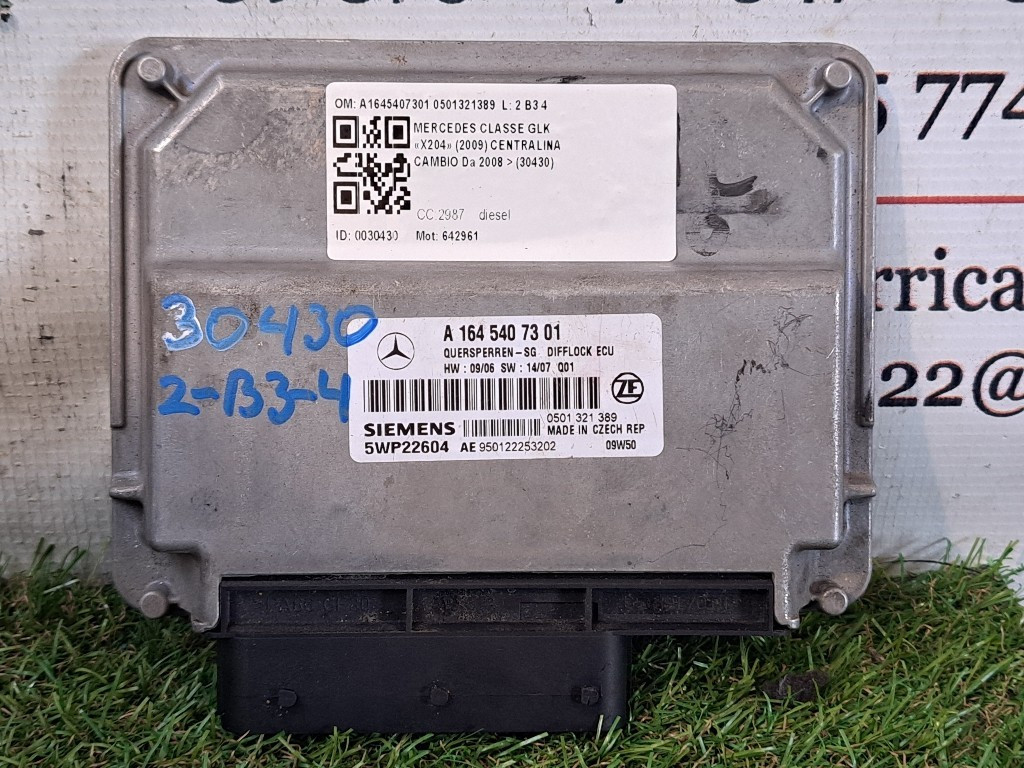 5 774
OM: A1645407301 0501321389 L: 2 B3 4
MERCEDES CLASSE GLK
«X204» (2009) CENTRALINA
CAMBIO Da 2008 > (30430)
CC:2987 diesel
ID: 0030430 Mot: 642961
rrica
22@
30430
2-B3-4
A 164 540 73 01
QUERSPERREN-SG DIFFLOCK ECU
HW : 09/06 SW : 14/07 Q01
ZF
0501 321 389
SIEMENS MADE IN CZECH REP
5WP22604 AE 950122253202 09W50